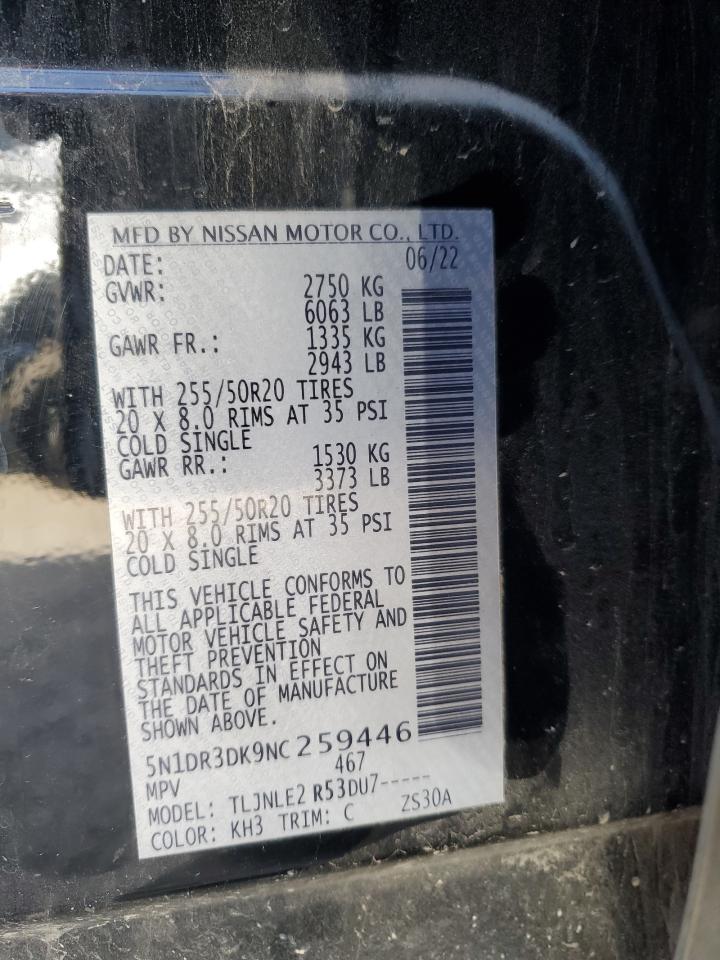 MFD BY NISSAN MOTOR CO., LTD.
DATE: 06/22
GVWR: 2750 KG
6063 LB
GAWR FR.: 1335 KG
2943 LB
WITH 255/50R20 TIRES
20 X 8.0 RIMS AT 35 PSI
COLD SINGLE
GAWR RR.: 1530 KG
3373 LB
WITH 255/50R20 TIRES
20 X 8.0 RIMS AT 35 PSI
COLD SINGLE
THIS VEHICLE CONFORMS TO
ALL APPLICABLE FEDERAL
MOTOR VEHICLE SAFETY AND
THEFT PREVENTION
STANDARDS IN EFFECT ON
THE DATE OF MANUFACTURE
SHOWN ABOVE.
5N1DR3DK9NC259446
MPV 467
MODEL: TLJNLE2 R53DU7-----
COLOR: KH3 TRIM: C ZS30A